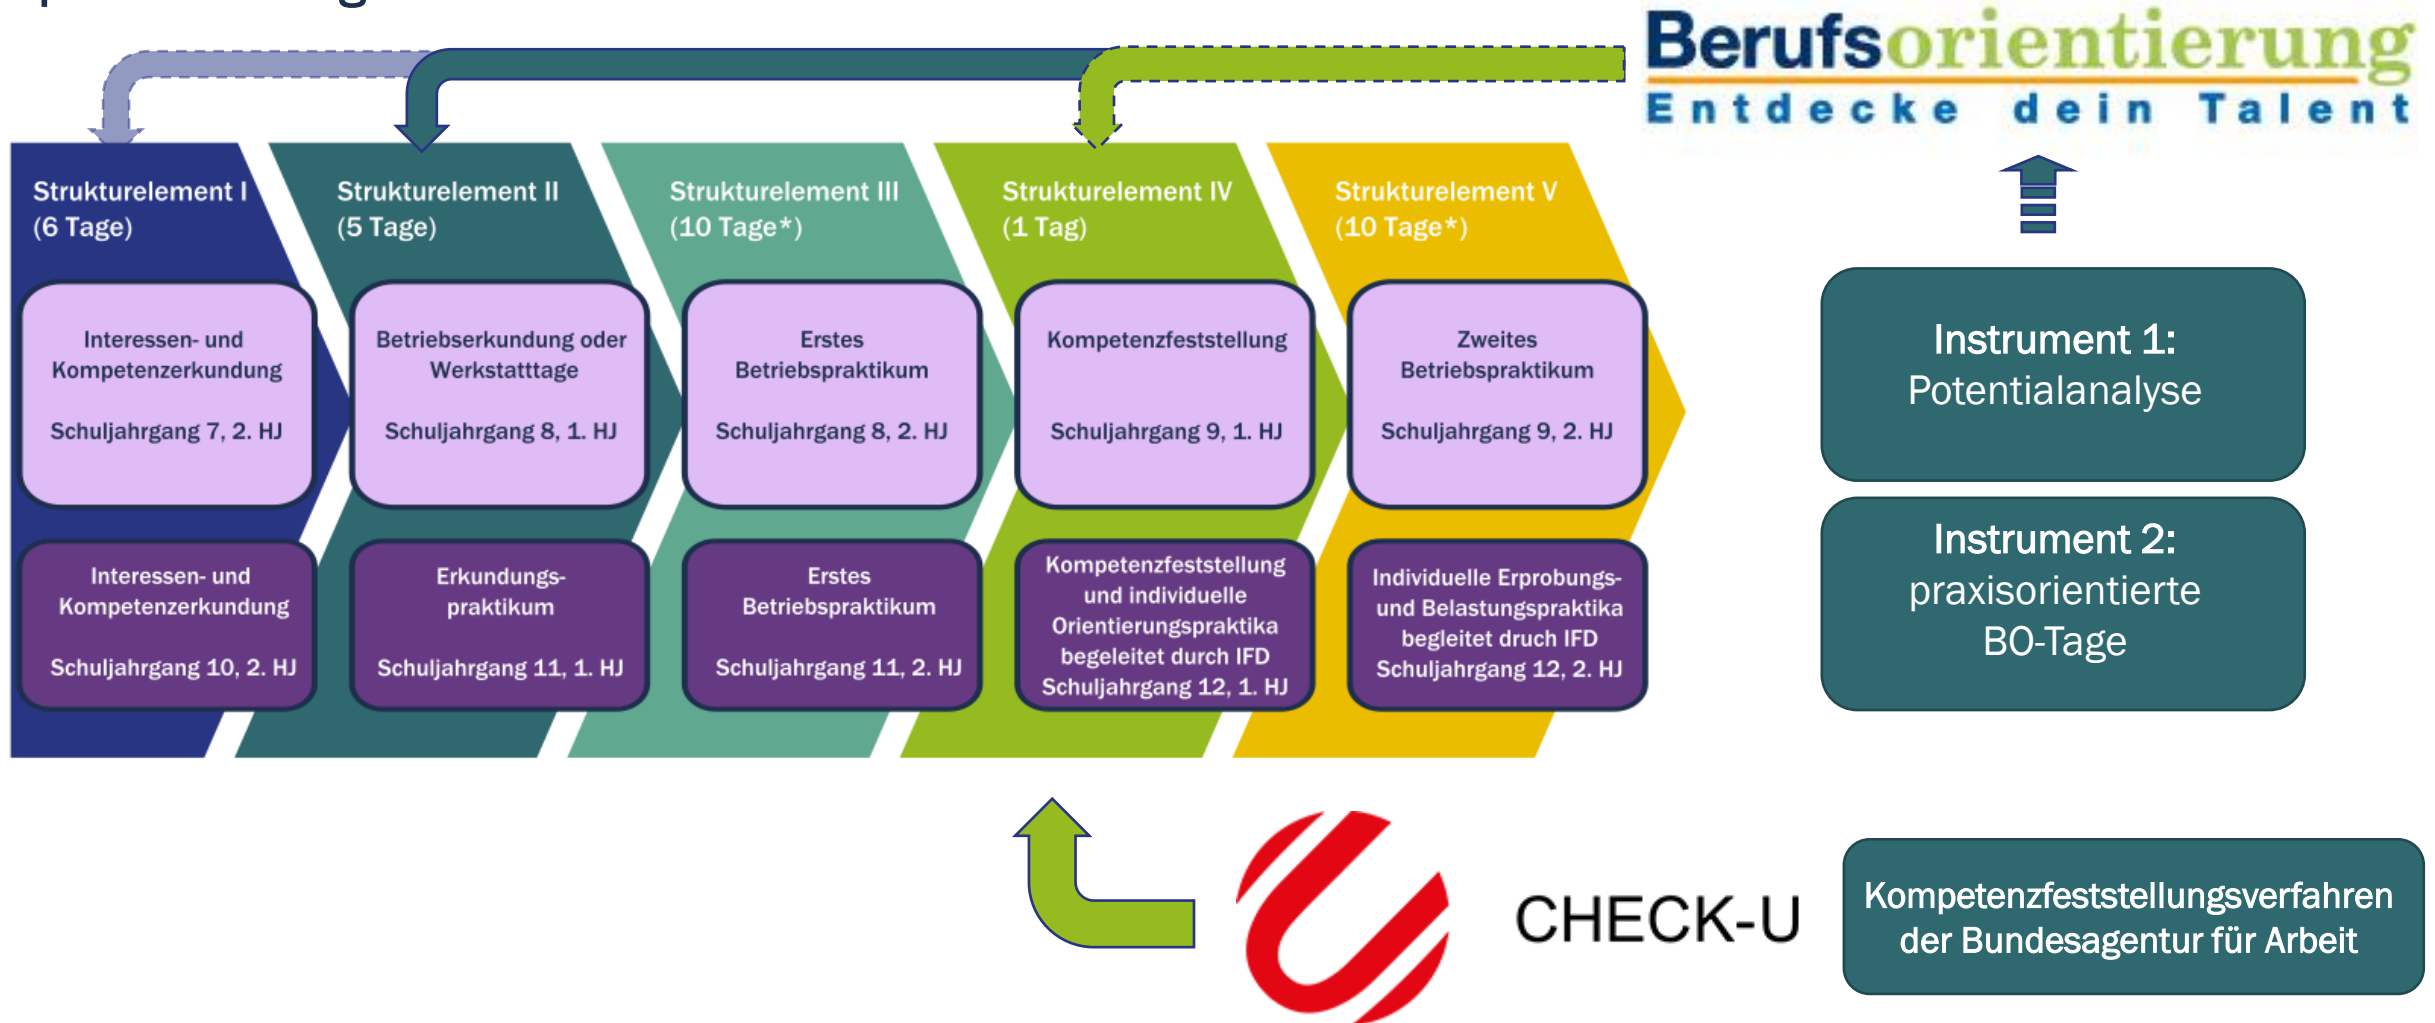 Berufsorientierung
Entdecke dein Talent
Strukturelement I
(6 Tage)
Strukturelement II
(5 Tage)
Strukturelement III
(10 Tage*)
Strukturelement IV
(1 Tag)
Strukturelement V
(10 Tage*)
Interessen- und
Kompetenzerkundung
Schuljahrgang 7, 2. HJ
Betriebserkundung oder
Werkstatttage
Schuljahrgang 8, 1. HJ
Erstes
Betriebspraktikum
Schuljahrgang 8, 2. HJ
Kompetenzfeststellung
Schuljahrgang 9, 1. HJ
Zweites
Betriebspraktikum
Schuljahrgang 9, 2. HJ
Interessen- und
Kompetenzerkundung
Schuljahrgang 10, 2. HJ
Erkundungs-
praktikum
Schuljahrgang 11, 1. HJ
Erstes
Betriebspraktikum
Schuljahrgang 11, 2. HJ
Kompetenzfeststellung
und individuelle
Orientierungspraktika
begeleitet durch IFD
Schuljahrgang 12, 1. HJ
Individuelle Erprobungs-
und Belastungspraktika
begleitet druch IFD
Schuljahrgang 12, 2. HJ
Instrument 1:
Potentialanalyse
Instrument 2:
praxisorientierte
BO-Tage
CHECK-U
Kompetenzfeststellungsverfahren
der Bundesagentur für Arbeit